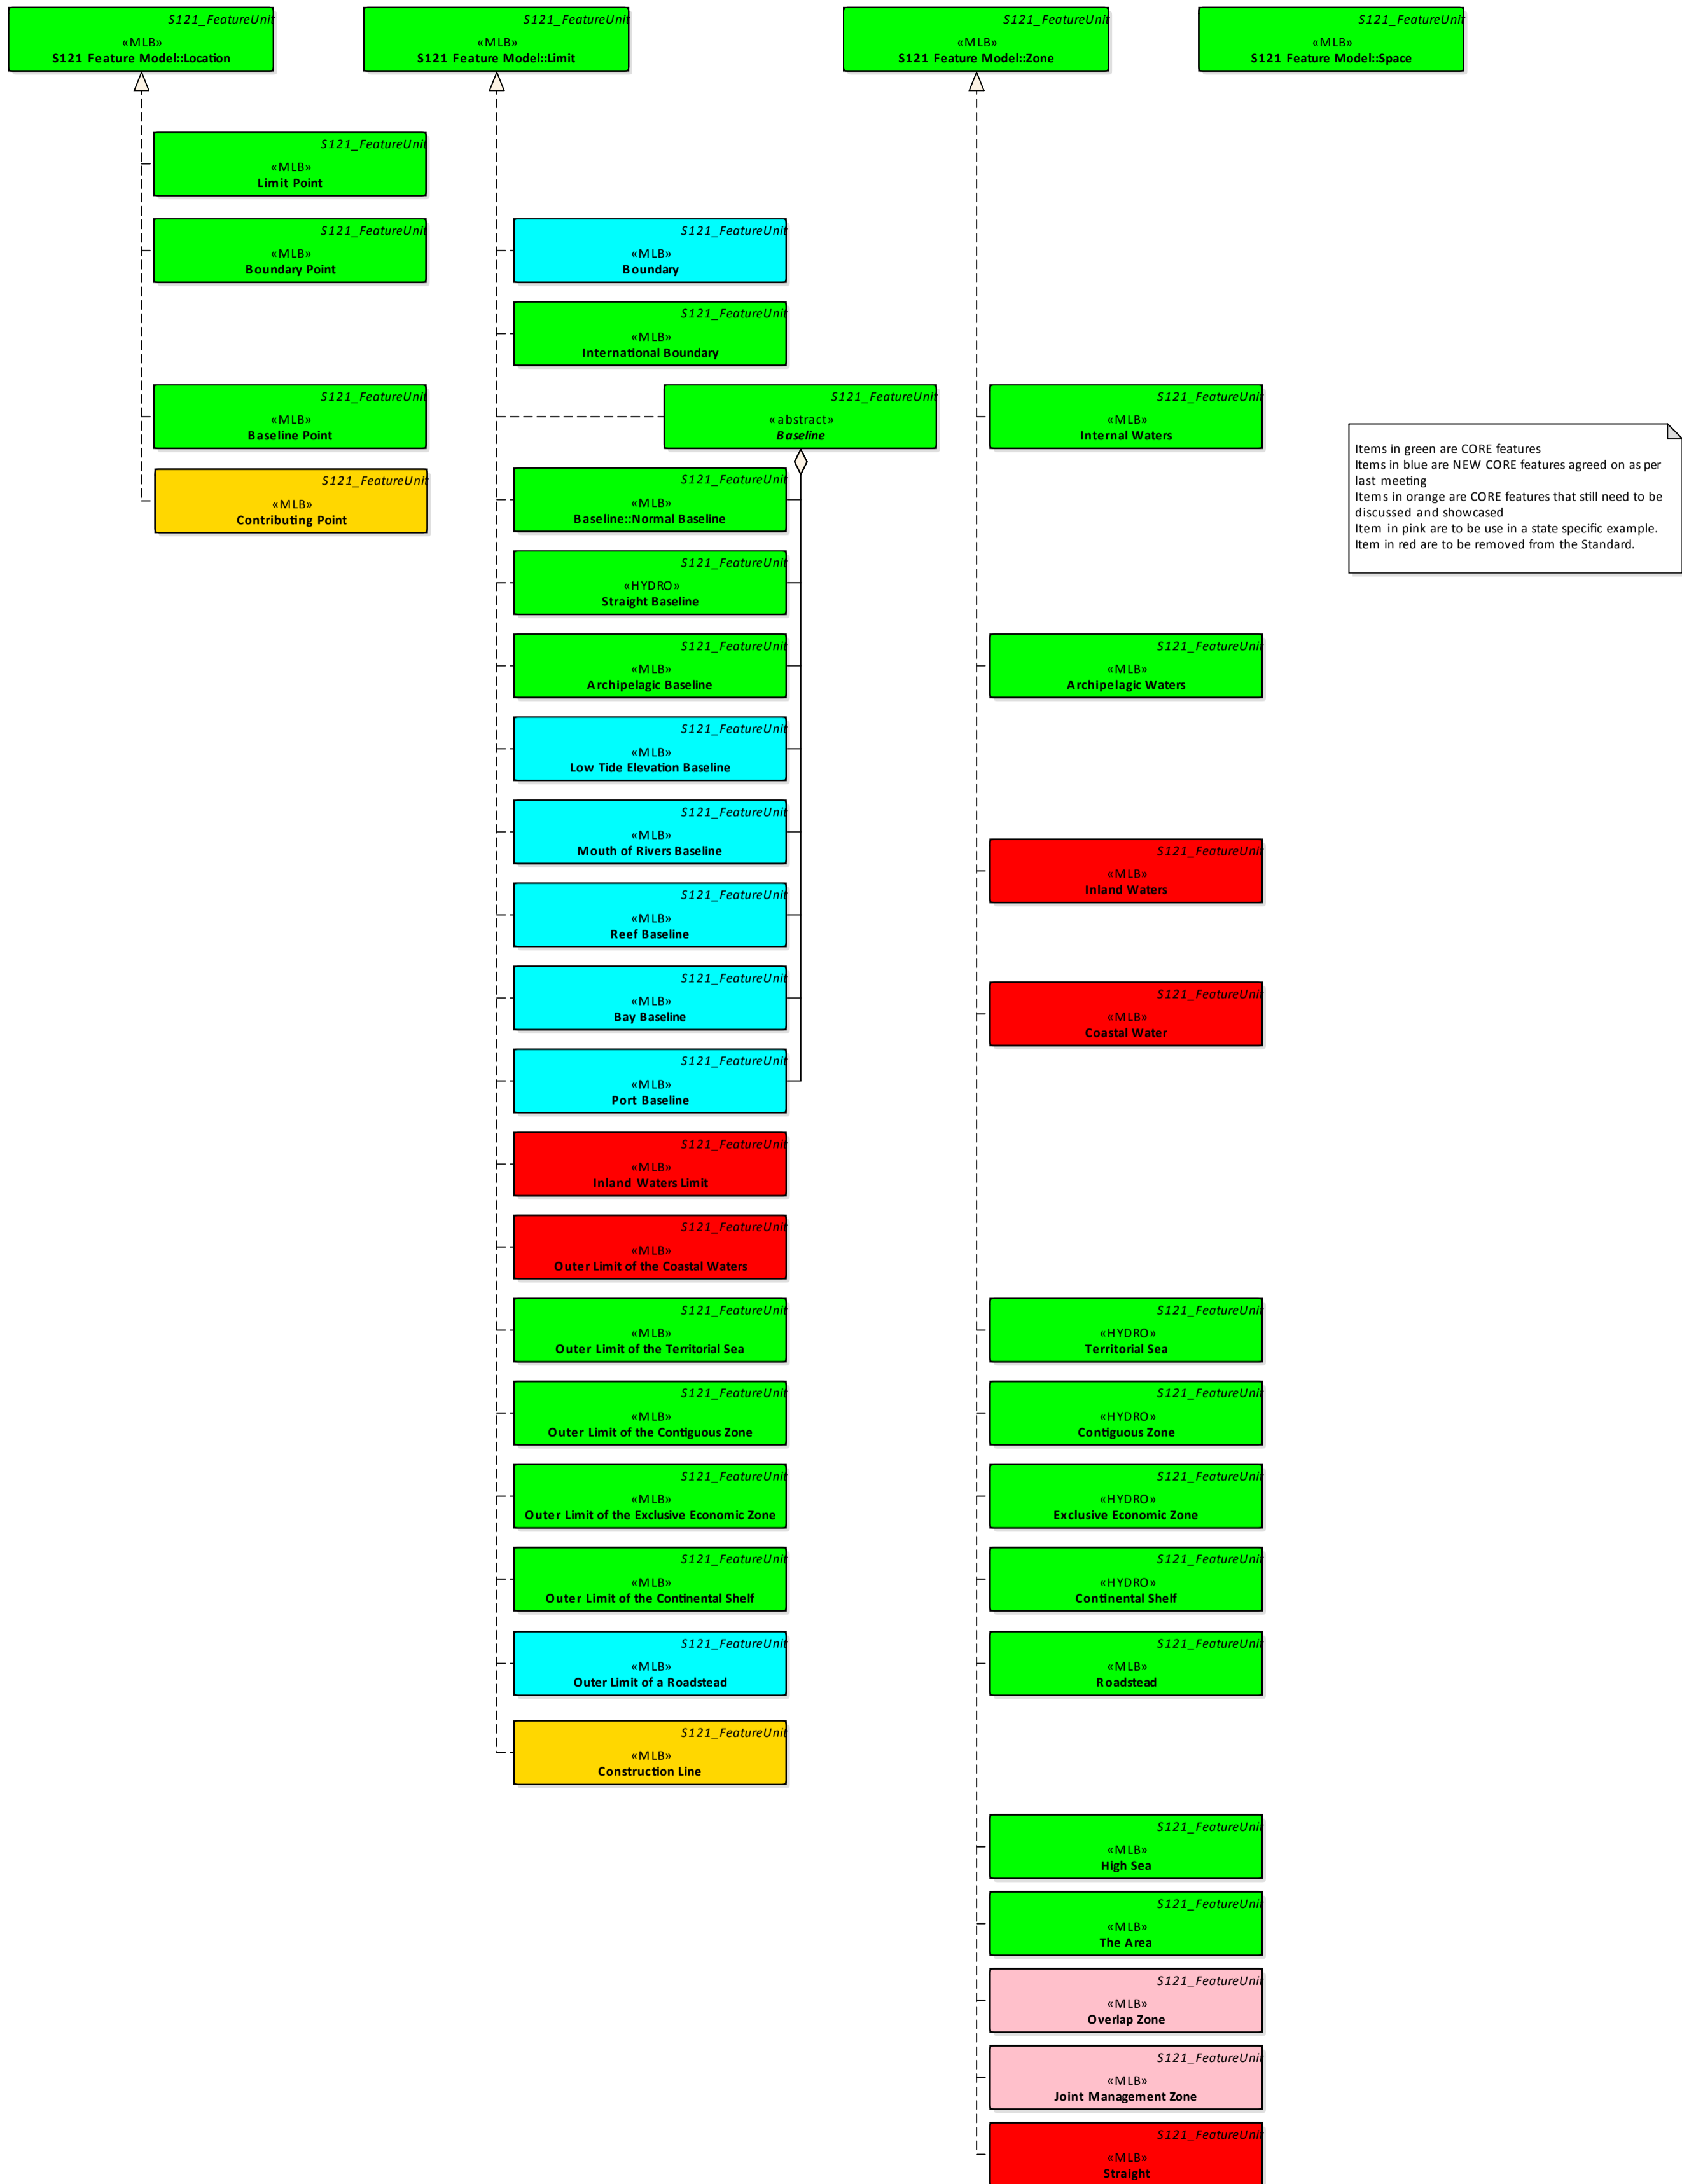 S121_FeatureUnit
«MLB»
S121 Feature Model::Location
S121_FeatureUnit
«MLB»
S121 Feature Model::Limit
S121_FeatureUnit
«MLB»
S121 Feature Model::Zone
S121_FeatureUnit
«MLB»
S121 Feature Model::Space
S121_FeatureUnit
«MLB»
Limit Point
S121_FeatureUnit
«MLB»
Boundary Point
S121_FeatureUnit
«MLB»
Baseline Point
S121_FeatureUnit
«MLB»
Contributing Point
S121_FeatureUnit
«MLB»
Boundary
S121_FeatureUnit
«MLB»
International Boundary
S121_FeatureUnit
«abstract»
Baseline
S121_FeatureUnit
«MLB»
Baseline::Normal Baseline
S121_FeatureUnit
«HYDRO»
Straight Baseline
S121_FeatureUnit
«MLB»
Archipelagic Baseline
S121_FeatureUnit
«MLB»
Low Tide Elevation Baseline
S121_FeatureUnit
«MLB»
Mouth of Rivers Baseline
S121_FeatureUnit
«MLB»
Reef Baseline
S121_FeatureUnit
«MLB»
Bay Baseline
S121_FeatureUnit
«MLB»
Port Baseline
S121_FeatureUnit
«MLB»
Inland Waters Limit
S121_FeatureUnit
«MLB»
Outer Limit of the Coastal Waters
S121_FeatureUnit
«MLB»
Outer Limit of the Territorial Sea
S121_FeatureUnit
«MLB»
Outer Limit of the Contiguous Zone
S121_FeatureUnit
«MLB»
Outer Limit of the Exclusive Economic Zone
S121_FeatureUnit
«MLB»
Outer Limit of the Continental Shelf
S121_FeatureUnit
«MLB»
Outer Limit of a Roadstead
S121_FeatureUnit
«MLB»
Construction Line
S121_FeatureUnit
«MLB»
Internal Waters
S121_FeatureUnit
«MLB»
Archipelagic Waters
S121_FeatureUnit
«MLB»
Inland Waters
S121_FeatureUnit
«MLB»
Coastal Water
S121_FeatureUnit
«HYDRO»
Territorial Sea
S121_FeatureUnit
«HYDRO»
Contiguous Zone
S121_FeatureUnit
«HYDRO»
Exclusive Economic Zone
S121_FeatureUnit
«HYDRO»
Continental Shelf
S121_FeatureUnit
«MLB»
Roadstead
S121_FeatureUnit
«MLB»
High Sea
S121_FeatureUnit
«MLB»
The Area
S121_FeatureUnit
«MLB»
Overlap Zone
S121_FeatureUnit
«MLB»
Joint Management Zone
S121_FeatureUnit
«MLB»
Straight
Items in green are CORE features
Items in blue are NEW CORE features agreed on as per
last meeting
Items in orange are CORE features that still need to be
discussed and showcased
Item in pink are to be use in a state specific example.
Item in red are to be removed from the Standard.